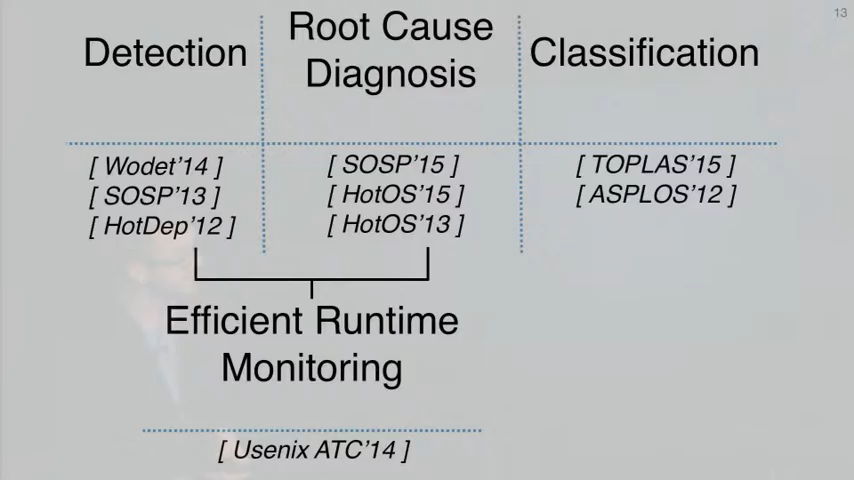 13
Detection
Root Cause
Diagnosis
Classification
[ Wodet’14 ]
[ SOSP’13 ]
[ HotDep’12 ]
[ SOSP’15 ]
[ HotOS’15 ]
[ HotOS’13 ]
[ TOPLAS’15 ]
[ ASPLOS’12 ]
Efficient Runtime
Monitoring
[ Usenix ATC’14 ]